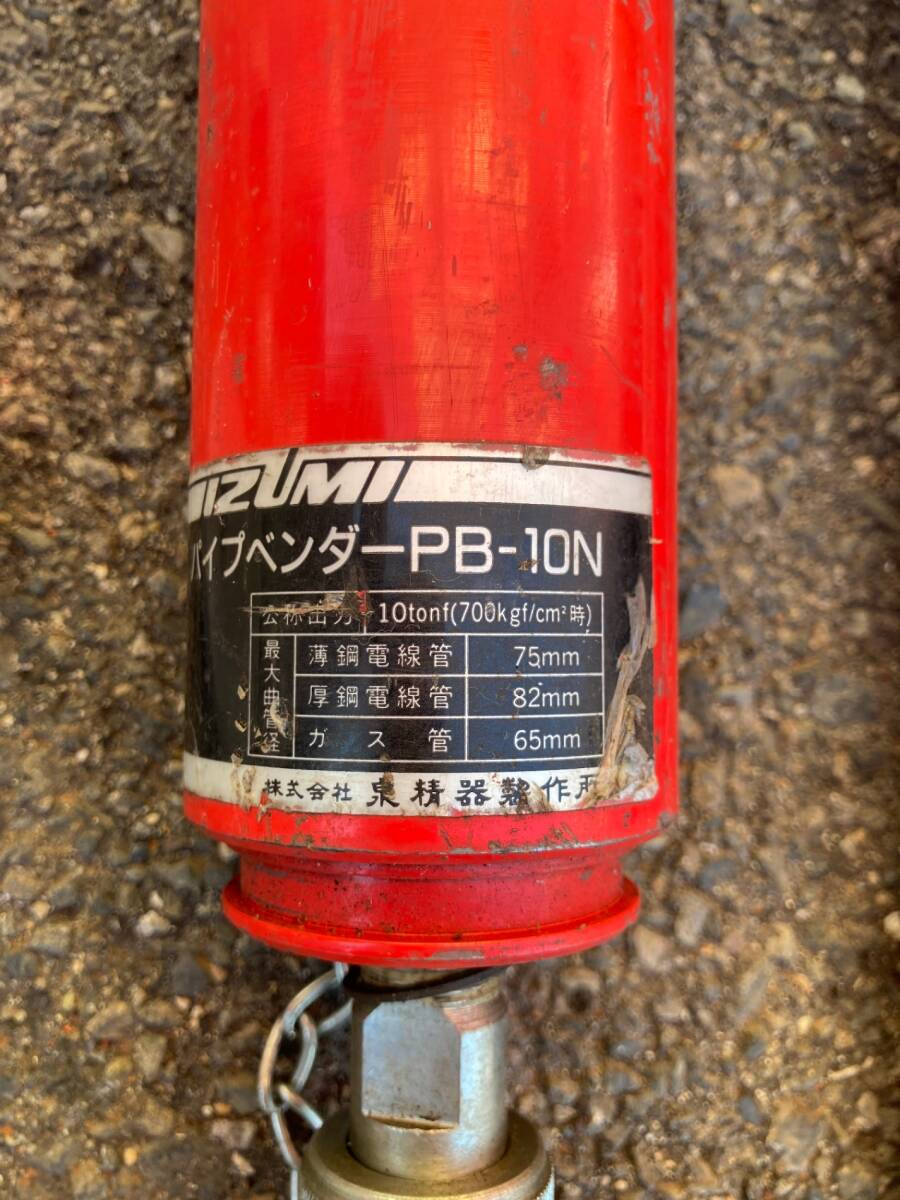 IZUMI
パイプベンダーPB-10N
公称出力 10tonf(700kgf/cm²時)
最大曲管径
薄鋼電線管 75mm
厚鋼電線管 82mm
ガス管 65mm
株式会社 泉精器製作所